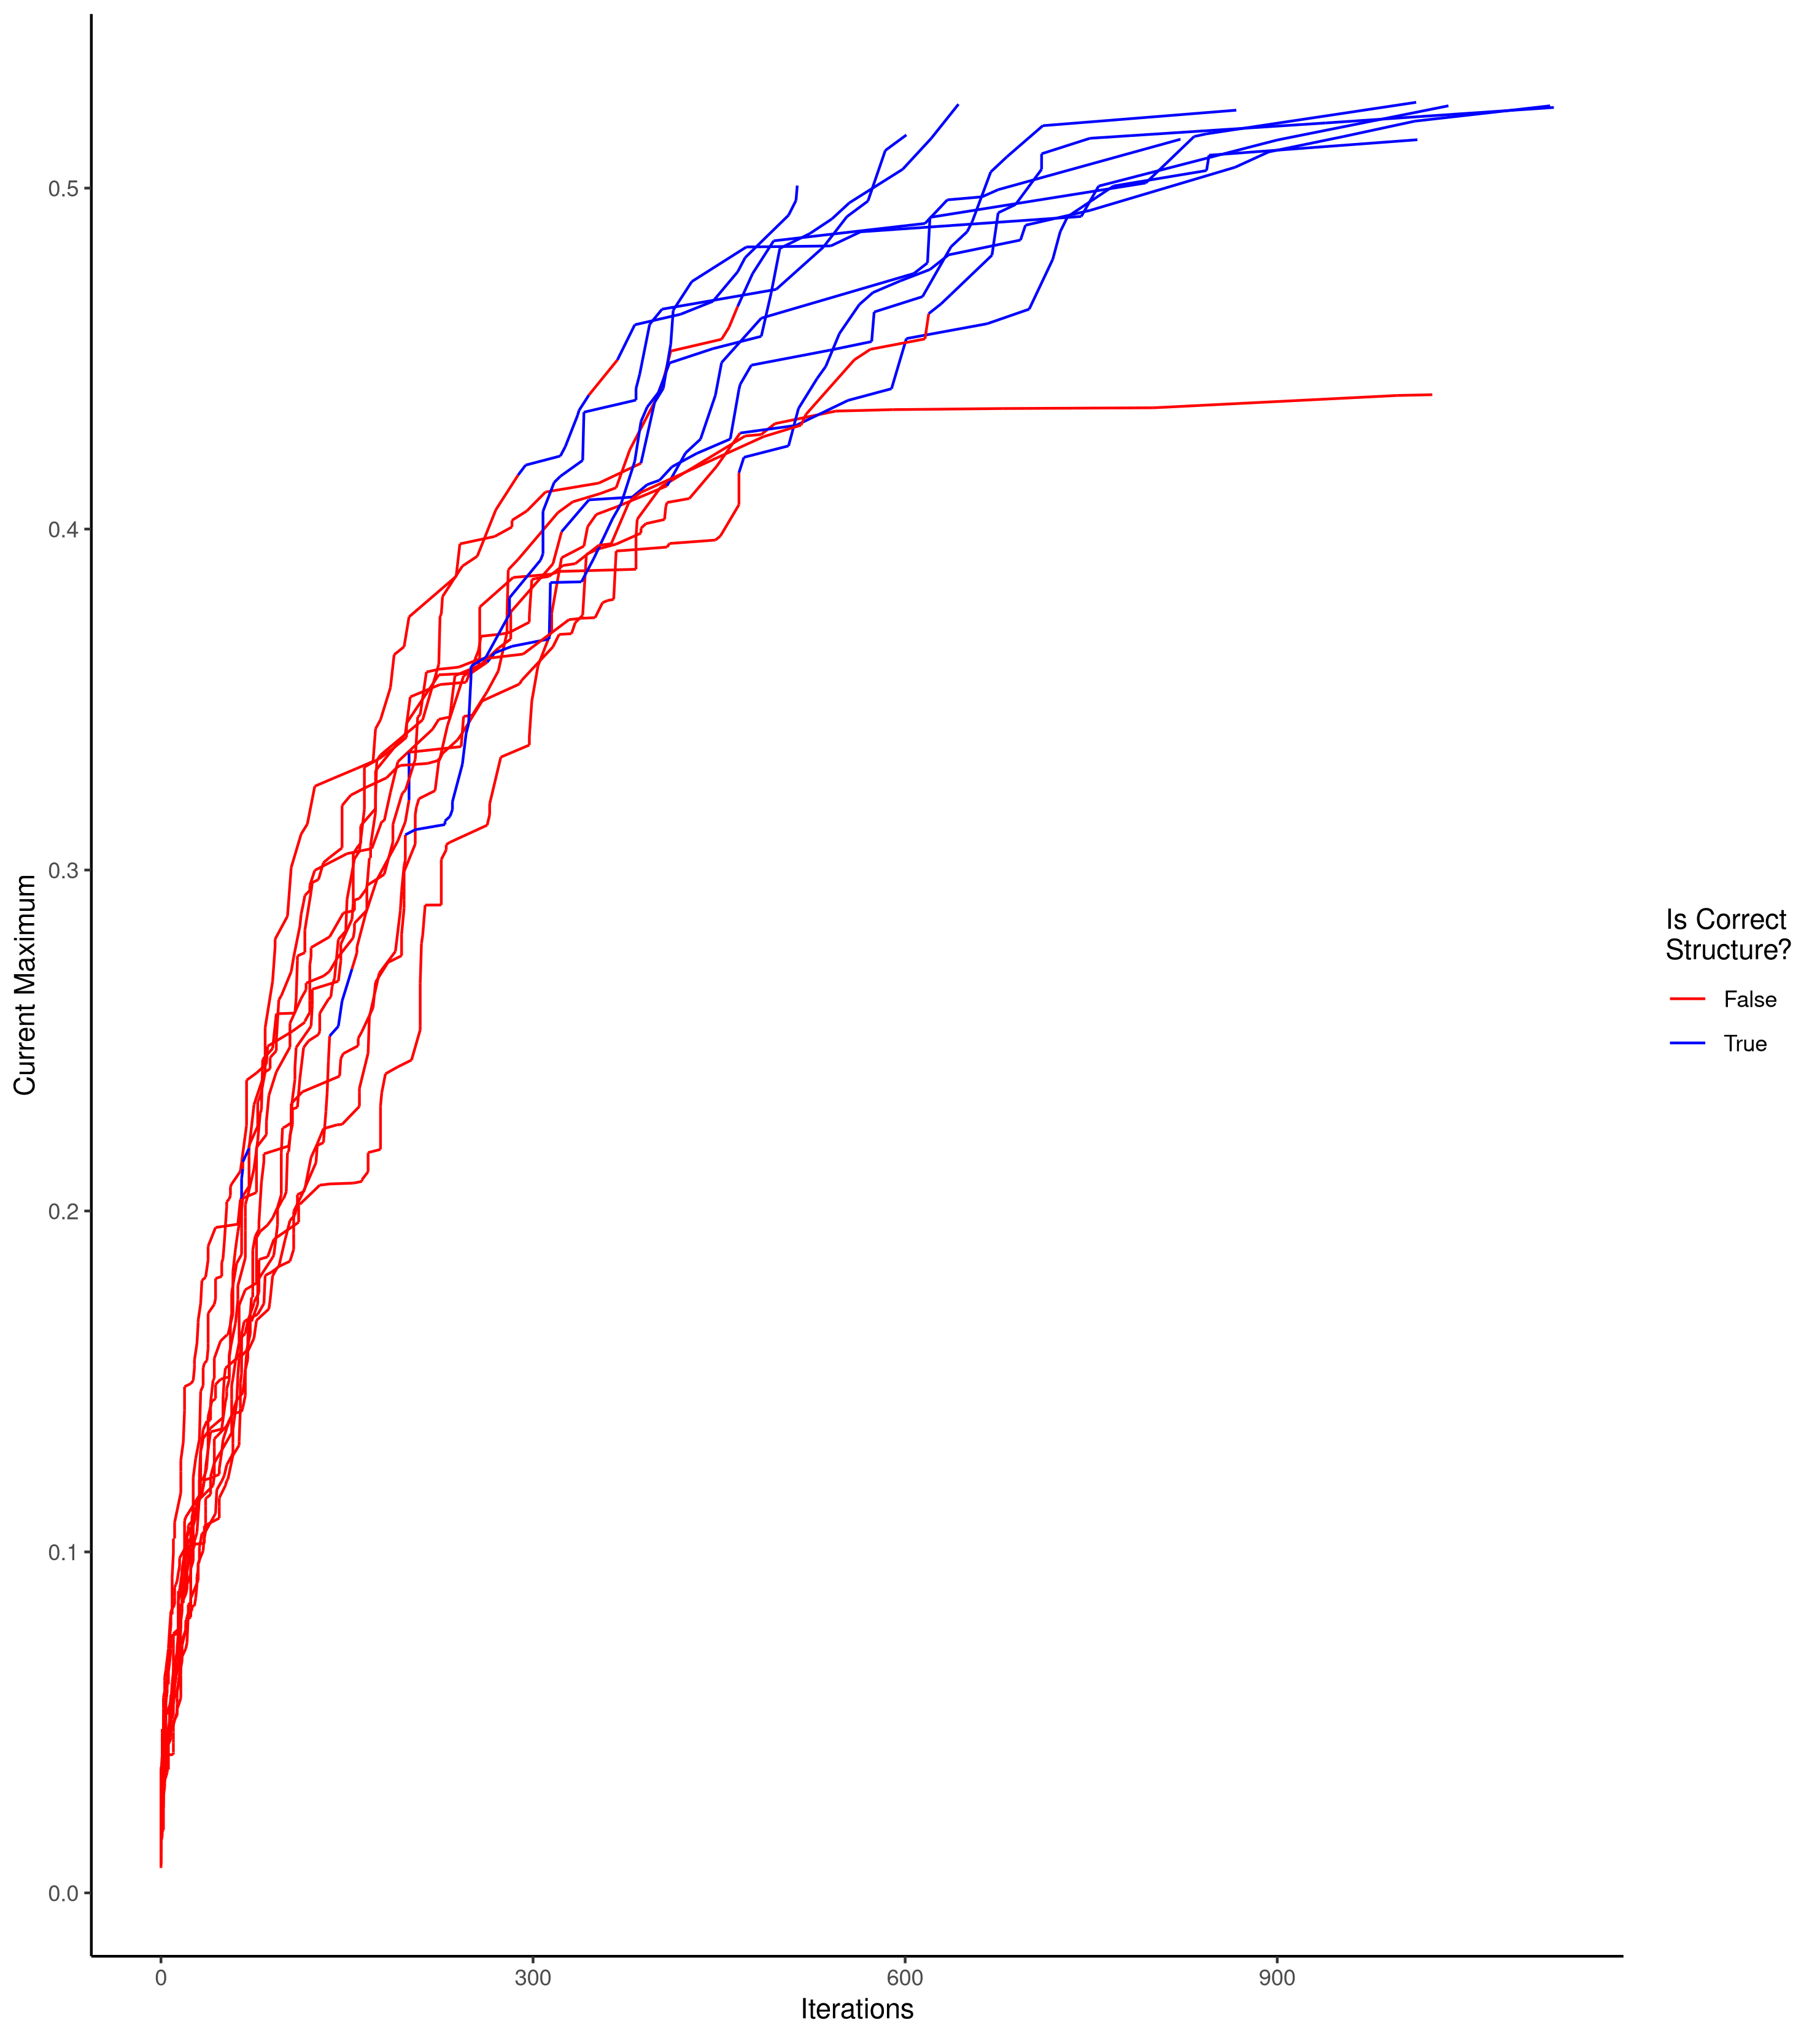 0.5
0.4
0.3
0.2
0.1
0.0
Current Maximum
0
300
600
900
Iterations
Is Correct
Structure?
False
True